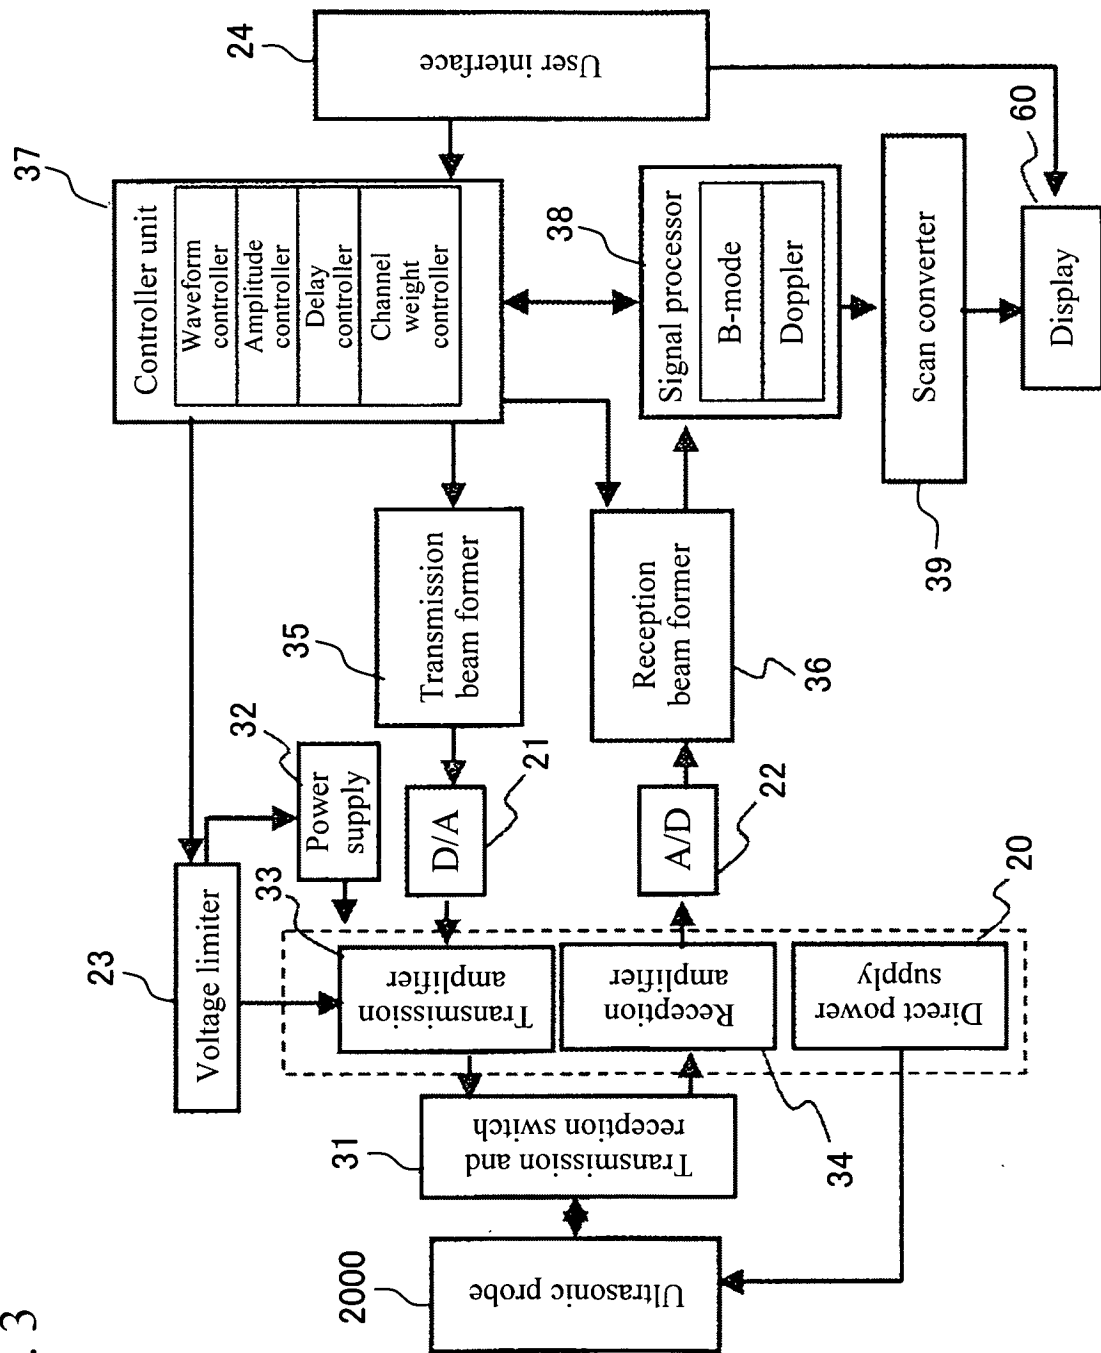 . 3
2000
Ultrasonic probe
31
Transmission and
reception switch
34
23
Voltage limiter
33
Transmission
amplifier
Reception
amplifier
20
Direct power
supply
32
Power
supply
D/A
21
A/D
22
35
Transmission
beam former
Reception
beam former
36
37
Controller unit
Waveform
controller
Amplitude
controller
Delay
controller
Channel
weight
controller
38
Signal processor
B-mode
Doppler
39
Scan converter
24
User interface
60
Display